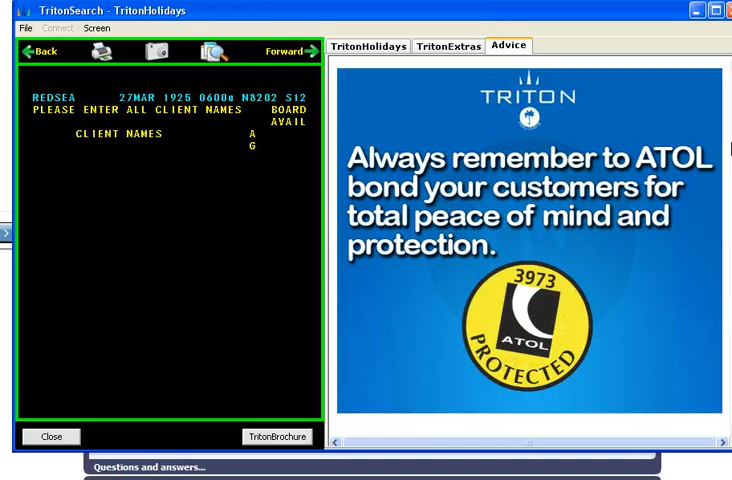 TritonSearch - TritonHolidays
File Connect Screen
Back Forward
TritonHolidays TritonExtras Advice
REDSEA 27MAR 1925 0600a N8202 S12
PLEASE ENTER ALL CLIENT NAMES BOARD
AVAIL
CLIENT NAMES A
G
TRITON
Always remember to ATOL
bond your customers for
total peace of mind and
protection.
3973
ATOL
PROTECTED
Close TritonBrochure
Questions and answers...